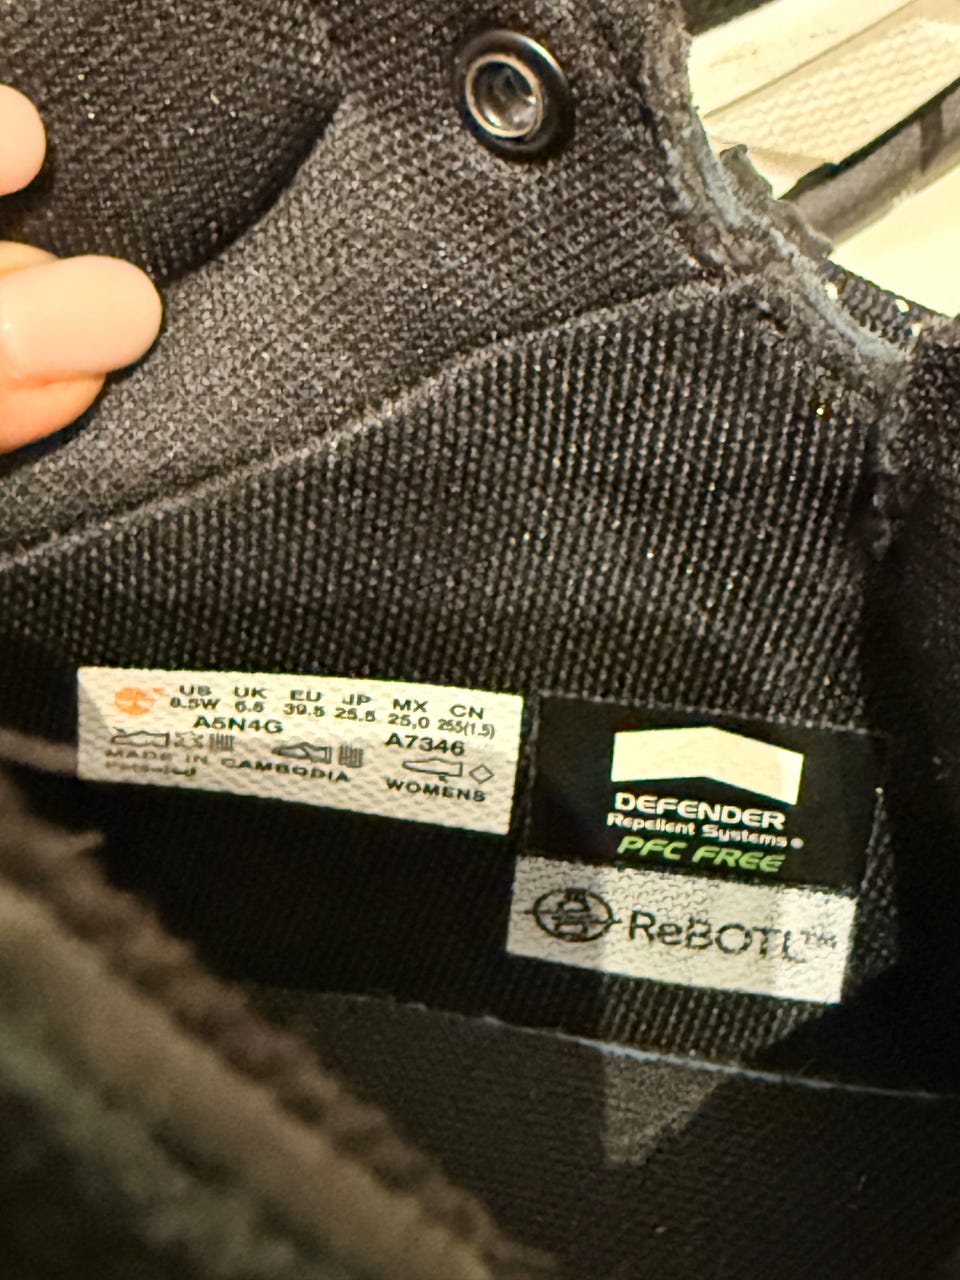 US UK EU JP MX CN
8.5W 6.5 39.5 25.5 25,0 255(1.5)
A5N4G A7346
MADE IN CAMBODIA
WOMENS
DEFENDER
Repellent Systems®
PFC FREE
ReBOTL™